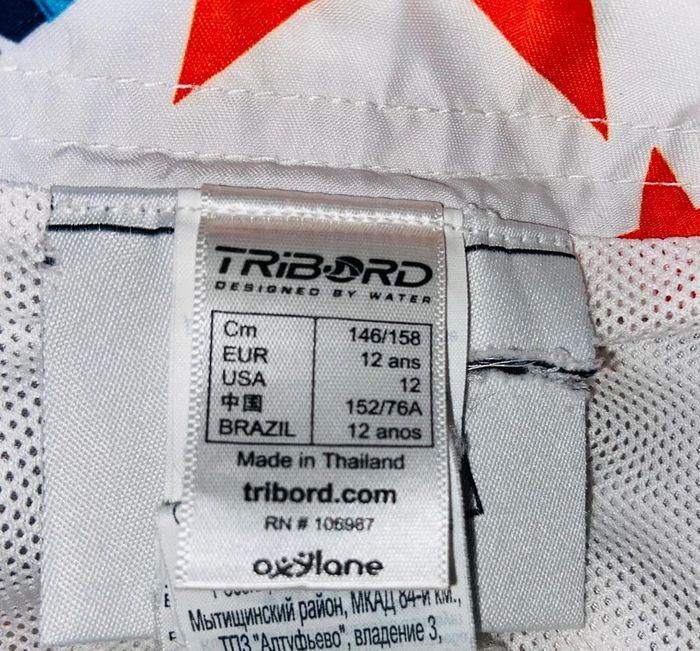 TRIBORD
DESIGNED BY WATER
Cm 146/158
EUR 12 ans
USA 12
中国 152/76A
BRAZIL 12 anos
Made in Thailand
tribord.com
RN # 106987
oxylane
Мытищинский район, МКАД 84-й км.,
ТПЗ "Алтуфьево", владение 3,